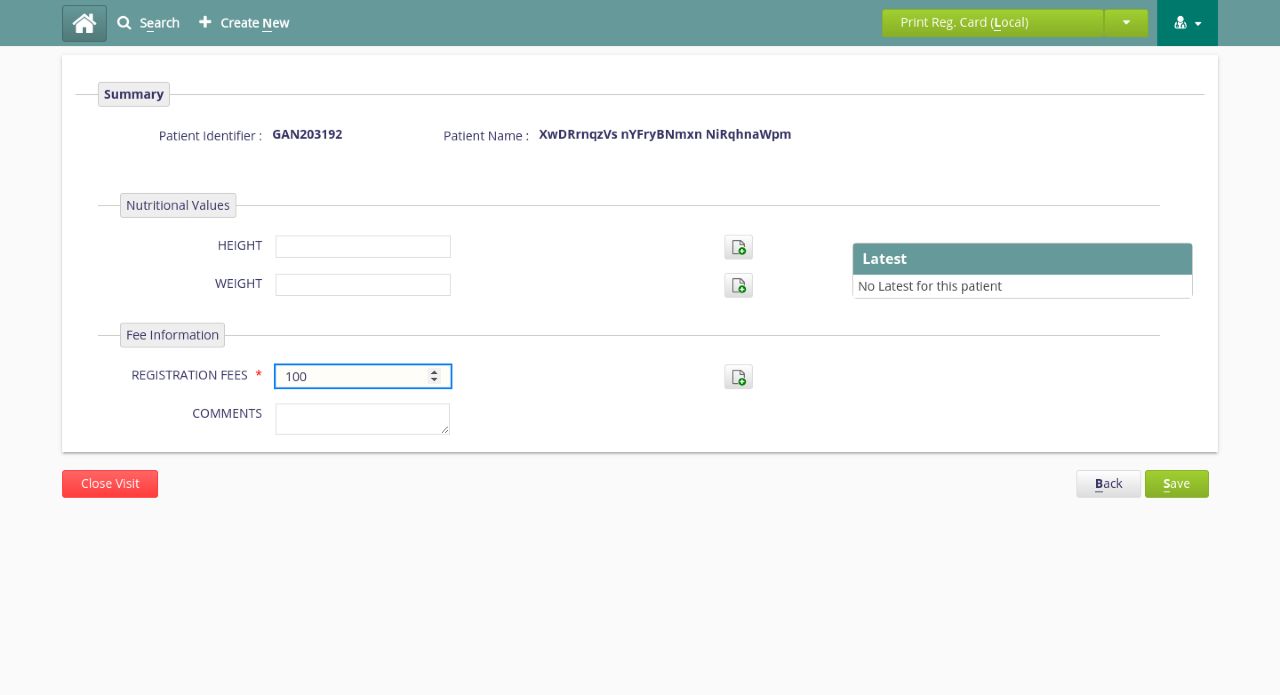 Search Create New Print Reg. Card (Local)
Summary
Patient Identifier : GAN203192 Patient Name : XwDRrnqzVs nYFryBNmxn NiRqhnaWpm
Nutritional Values
HEIGHT
Latest
WEIGHT
No Latest for this patient
Fee Information
REGISTRATION FEES * 100
COMMENTS
Close Visit Back Save